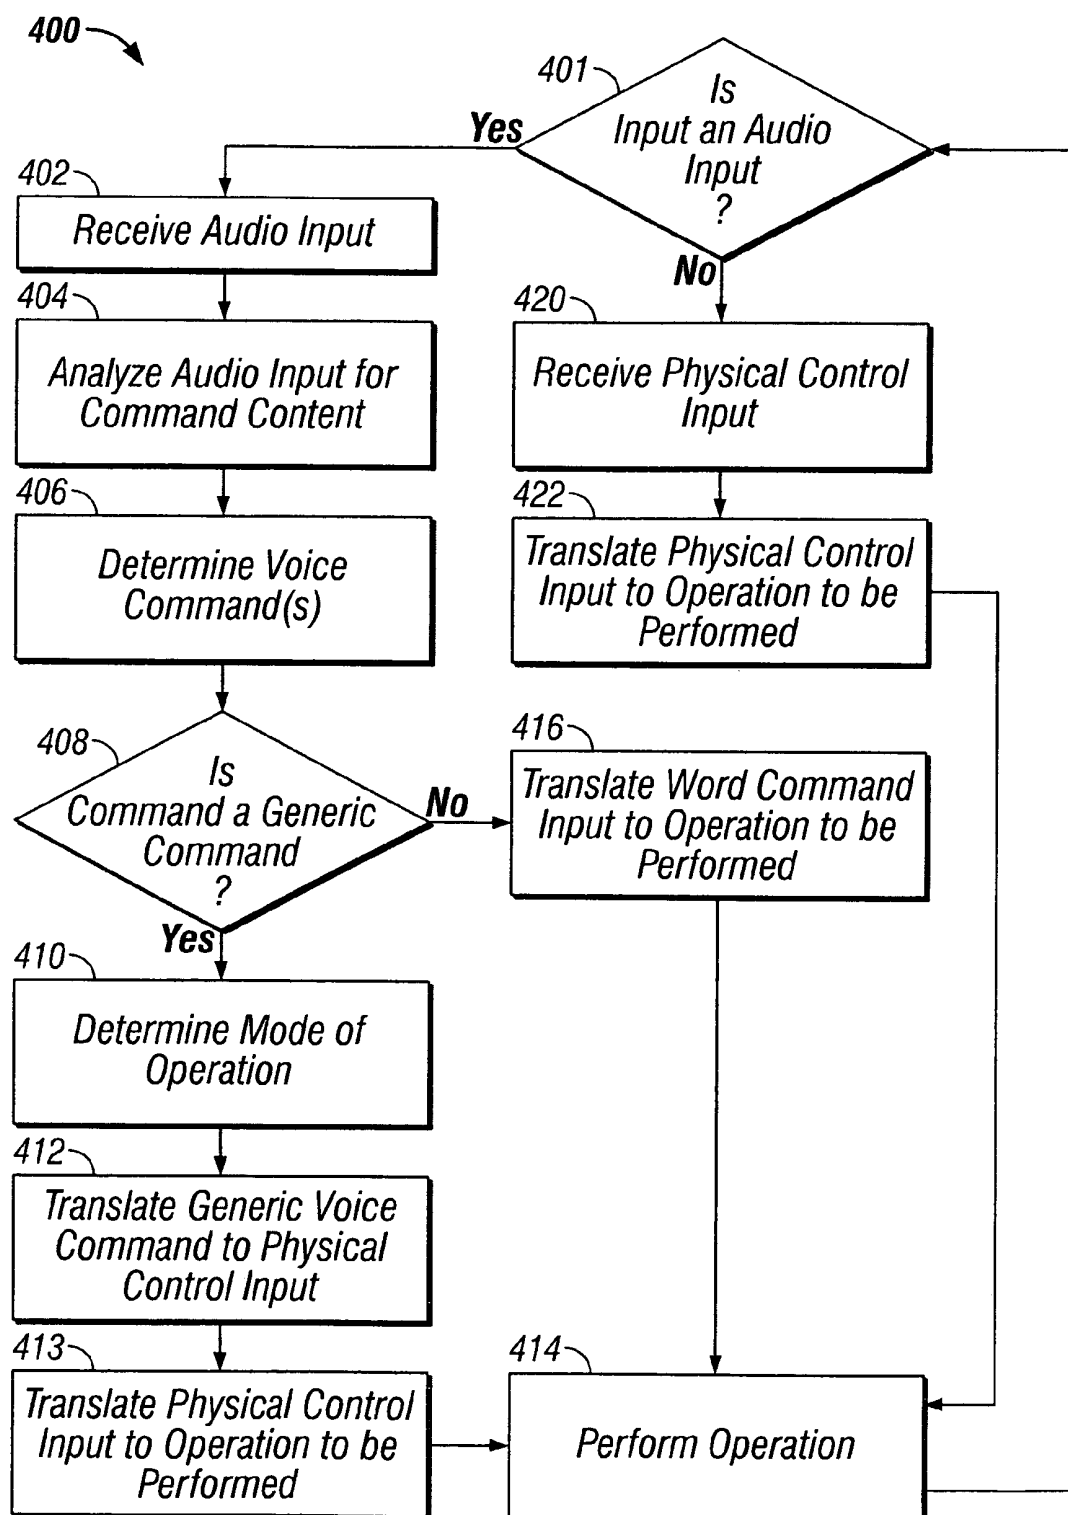 400
401
Is
Input an Audio
Input
?
Yes
No
402
Receive Audio Input
404
Analyze Audio Input for
Command Content
406
Determine Voice
Command(s)
408
Is
Command a Generic
Command
?
No
Yes
410
Determine Mode of
Operation
412
Translate Generic Voice
Command to Physical
Control Input
413
Translate Physical Control
Input to Operation to be
Performed
420
Receive Physical Control
Input
422
Translate Physical Control
Input to Operation to be
Performed
416
Translate Word Command
Input to Operation to be
Performed
414
Perform Operation